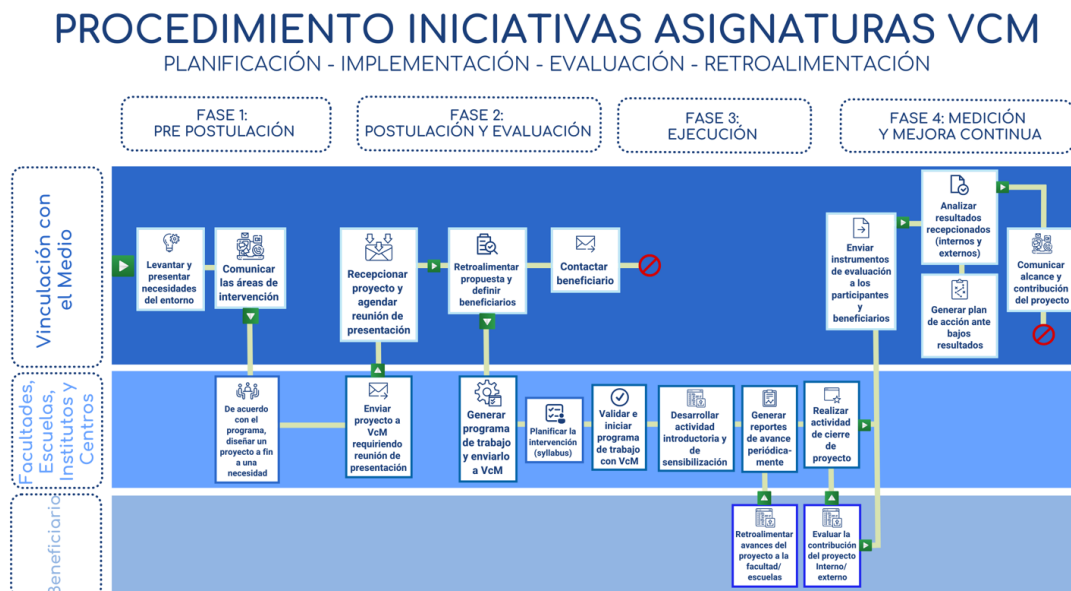 PROCEDIMIENTO INICIATIVAS ASIGNATURAS VCM
PLANIFICACIÓN - IMPLEMENTACIÓN - EVALUACIÓN - RETROALIMENTACIÓN
FASE 1:
PRE POSTULACIÓN
FASE 2:
POSTULACIÓN Y EVALUACIÓN
FASE 3:
EJECUCIÓN
FASE 4: MEDICIÓN
Y MEJORA CONTINUA
Vinculación con
el Medio
Levantar y
presentar
necesidades
del entorno
Comunicar
las áreas de
intervención
Recepcionar
proyecto y
agendar
reunión de
presentación
Retroalimentar
propuesta y
definir
beneficiarios
Contactar
beneficiario
Enviar
instrumentos
de evaluación
a los
participantes
y
beneficiarios
Analizar
resultados
recepcionados
(internos y
externos)
Generar plan
de acción ante
bajos
resultados
Comunicar
alcance y
contribución
del proyecto
Facultades,
Escuelas,
Institutos y
Centros
De acuerdo
con el
programa,
diseñar un
proyecto a fin
a una
necesidad
Enviar
proyecto a
VcM
requiriendo
reunión de
presentación
Generar
programa
de trabajo
y enviarlo
a VcM
Planificar la
intervención
(syllabus)
Validar e
iniciar
programa
de trabajo
con VcM
Desarrollar
actividad
introductoria y
de
sensibilización
Generar
reportes
de avance
periódica-
mente
Realizar
actividad
de cierre
de
proyecto
Beneficiario
Retroalimentar
avances del
proyecto a la
facultad/
escuelas
Evaluar la
contribución
del proyecto
Interno/
externo